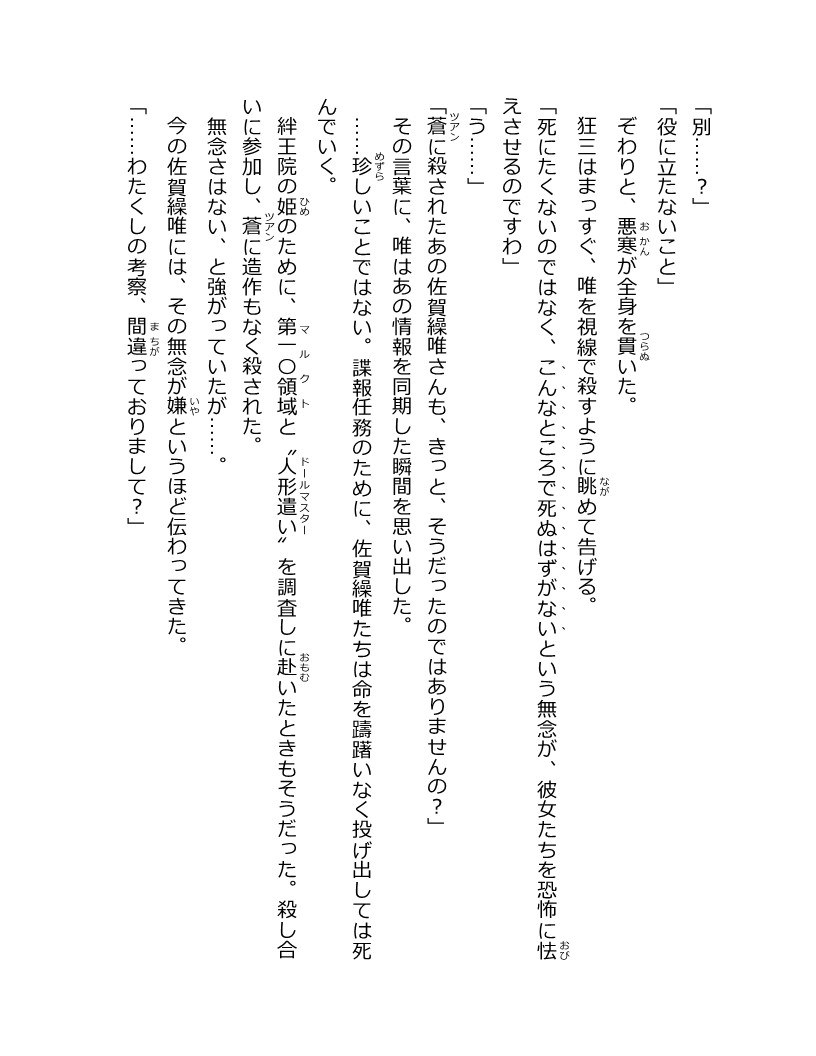 「別……？」
「役に立たないこと」
ぞわりと、悪寒が全身を貫いた。
狂三はまっすぐ、唯を視線で殺すように眺めて告げる。
「死にたくないのではなく、こんなところで死ぬはずがないという無念が、彼女たちを恐怖に怯
えさせるのですわ」
「う……」
「蒼に殺されたあの佐賀繰唯さんも、きっと、そうだったのではありませんの？」
その言葉に、唯はあの情報を同期した瞬間を思い出した。
……珍しいことではない。諜報任務のために、佐賀繰唯たちは命を躊躇いなく投げ出しては死
んでいく。
絆王院の姫のために、第一〇領域と〝人形遣い〟を調査しに赴いたときもそうだった。殺し合
いに参加し、蒼に造作もなく殺された。
無念さはない、と強がっていたが……。
今の佐賀繰唯には、その無念が嫌というほど伝わってきた。
「……わたくしの考察、間違っておりまして？」